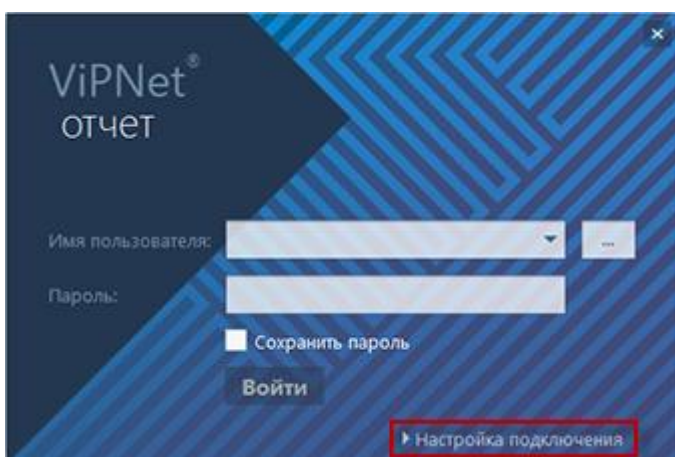 ViPNet®
отчет
Имя пользователя:
...
Пароль:
Сохранить пароль
Войти
Настройка подключения